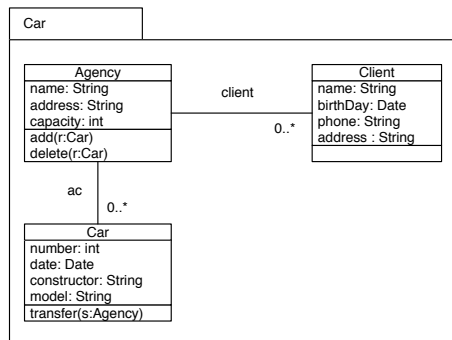 Car
Agency
name: String
address: String
capacity: int
add(r:Car)
delete(r:Car)
client
0..*
Client
name: String
birthDay: Date
phone: String
address : String
ac
0..*
Car
number: int
date: Date
constructor: String
model: String
transfer(s:Agency)